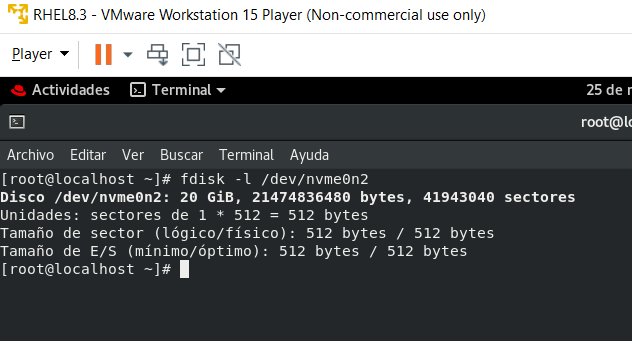 RHEL8.3 - VMware Workstation 15 Player (Non-commercial use only)
Player
Actividades Terminal 25 de
root@lo
Archivo Editar Ver Buscar Terminal Ayuda
[root@localhost ~]# fdisk -l /dev/nvme0n2
Disco /dev/nvme0n2: 20 GiB, 21474836480 bytes, 41943040 sectores
Unidades: sectores de 1 * 512 = 512 bytes
Tamaño de sector (lógico/físico): 512 bytes / 512 bytes
Tamaño de E/S (mínimo/óptimo): 512 bytes / 512 bytes
[root@localhost ~]#